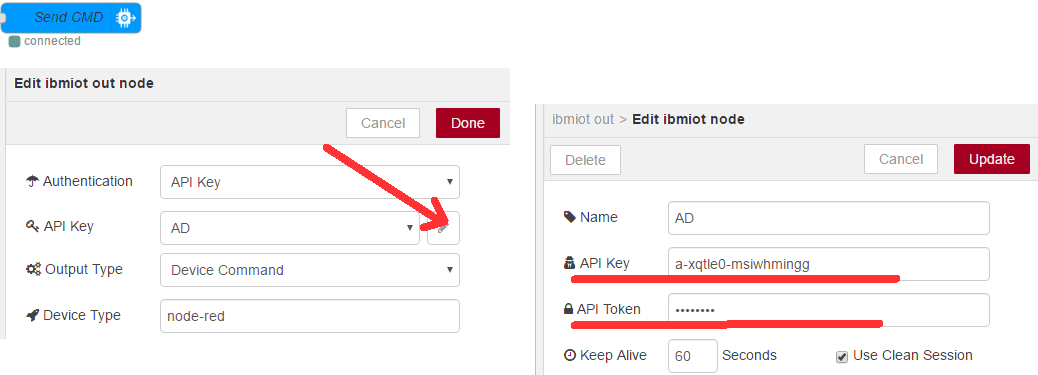 Send CMD
connected
Edit ibmiot out node
Cancel
Done
Authentication
API Key
API Key
AD
Output Type
Device Command
Device Type
node-red
ibmiot out > Edit ibmiot node
Delete
Cancel
Update
Name
AD
API Key
a-xqtle0-msiwhmingg
API Token
••••••••
Keep Alive
60
Seconds
Use Clean Session